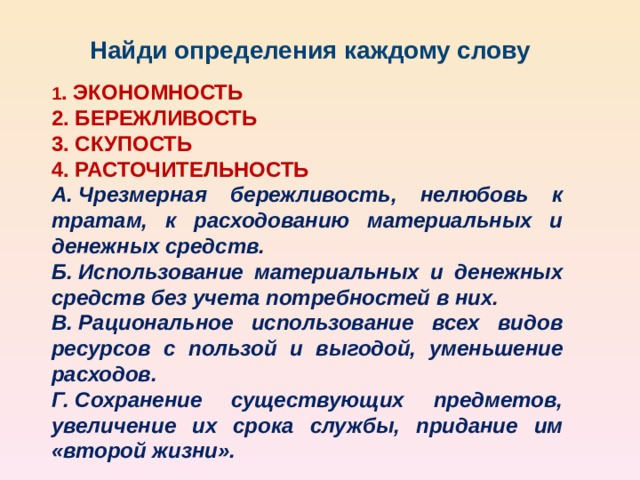 Найди определения каждому слову
1. ЭКОНОМНОСТЬ
2. БЕРЕЖЛИВОСТЬ
3. СКУПОСТЬ
4. РАСТОЧИТЕЛЬНОСТЬ
А. Чрезмерная бережливость, нелюбовь к
тратам, к расходованию материальных и
денежных средств.
Б. Использование материальных и денежных
средств без учета потребностей в них.
В. Рациональное использование всех видов
ресурсов с пользой и выгодой, уменьшение
расходов.
Г. Сохранение существующих предметов,
увеличение их срока службы, придание им
«второй жизни».